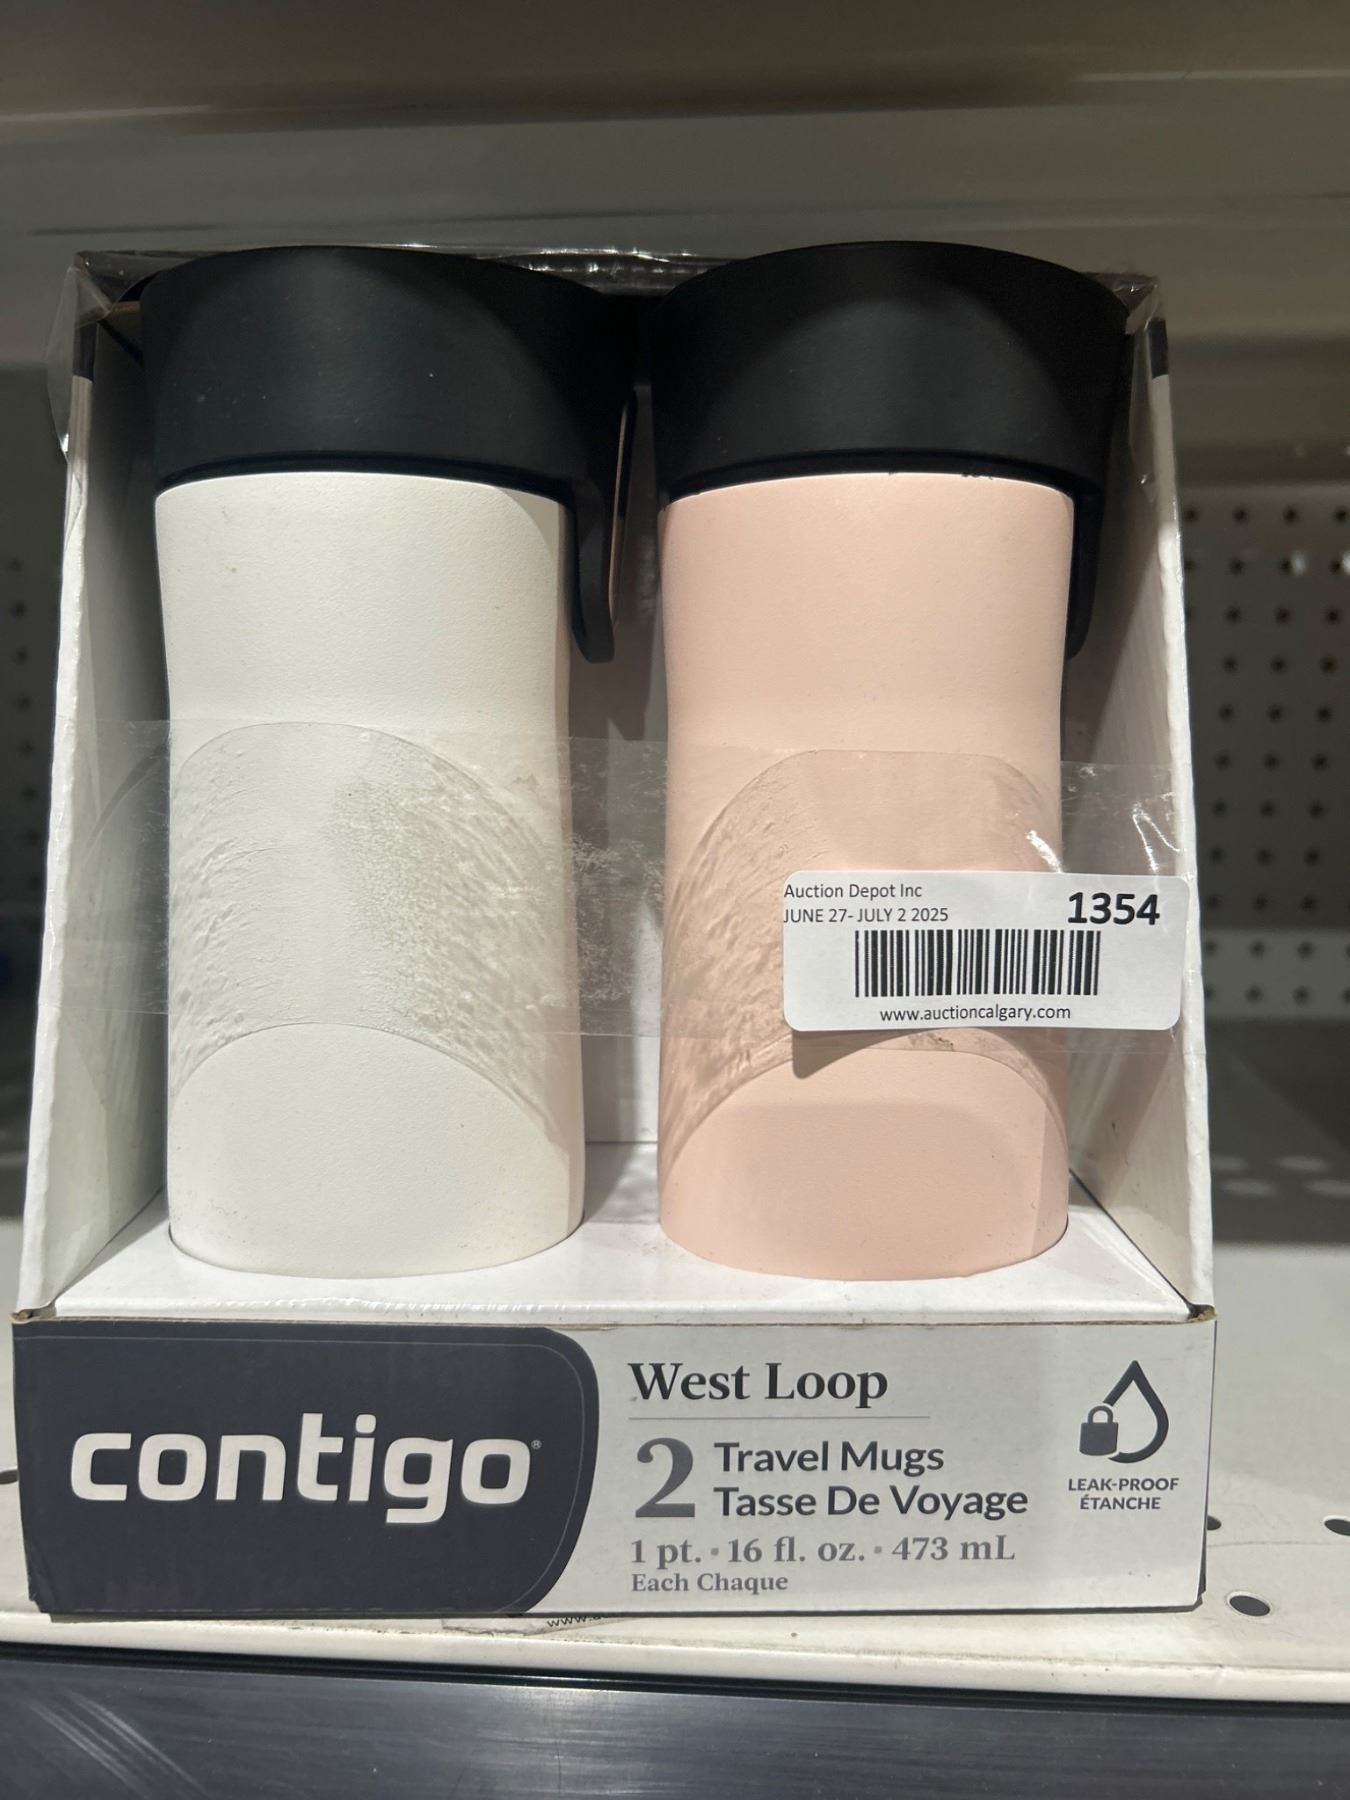 Auction Depot Inc
JUNE 27- JULY 2 2025
1354
www.auctioncalgary.com
contigo®
West Loop
2
Travel Mugs
Tasse De Voyage
1 pt. • 16 fl. oz. • 473 mL
Each Chaque
LEAK-PROOF
ÉTANCHE